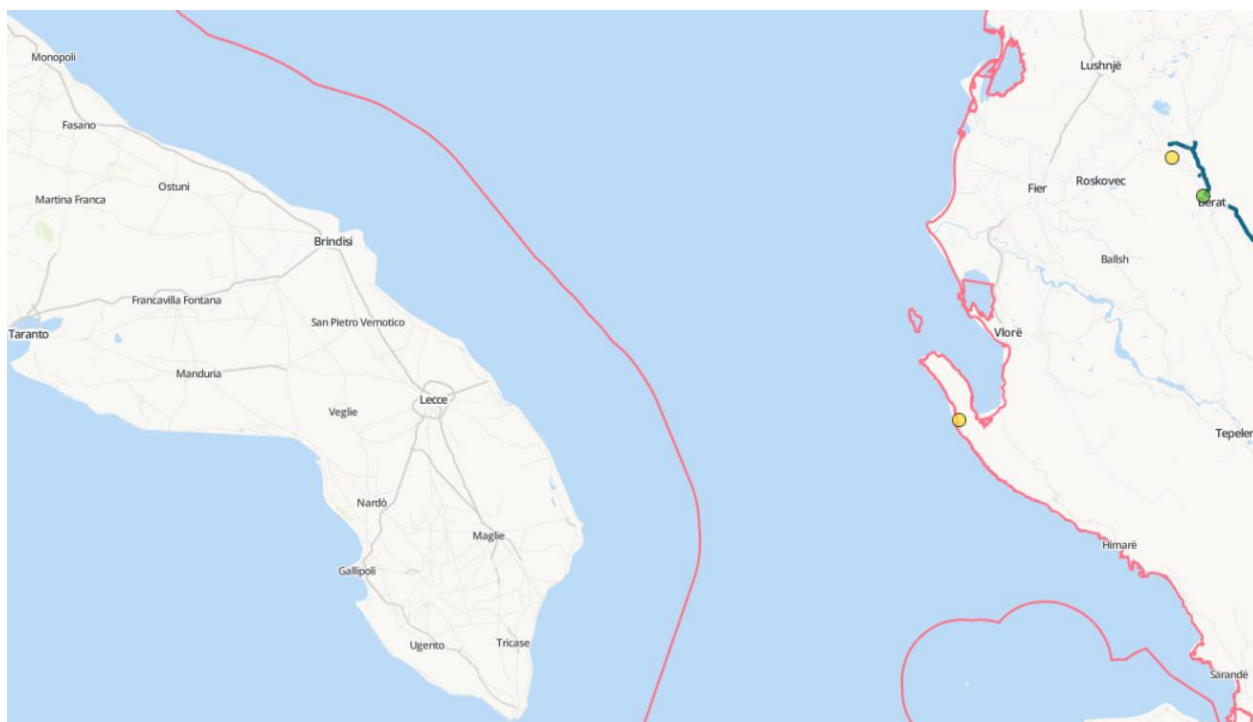 Monopoli
Lushnjë
Fasano
Ostuni
Roskovec
Fier
Martina Franca
Berat
Brindisi
Ballsh
Francavilla Fontana
San Pietro Vernotico
Taranto
Vlorë
Manduria
Lecce
Veglie
Tepelen
Nardò
Maglie
Himarë
Gallipoli
Ugento
Tricase
Sarandë